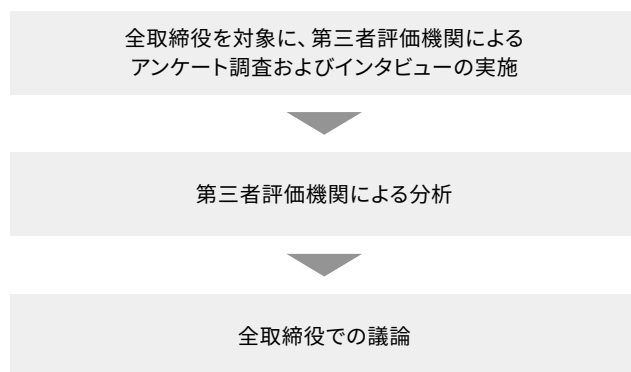 全取締役を対象に、第三者評価機関による
アンケート調査およびインタビューの実施
第三者評価機関による分析
全取締役での議論